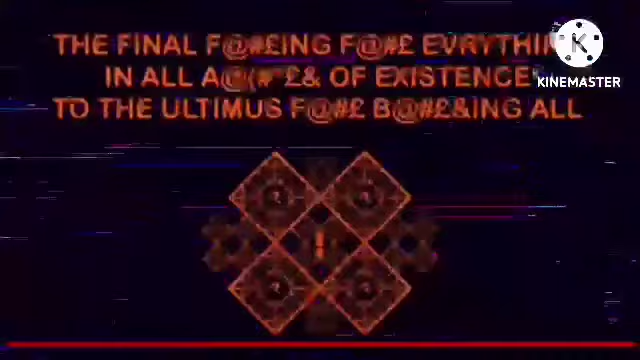 THE FINAL F@#£ING F@#£ EVRYTHIN
IN ALL A@(#*£& OF EXISTENCE
TO THE ULTIMUS F@#£ B@#£&ING ALL
K
KINEMASTER